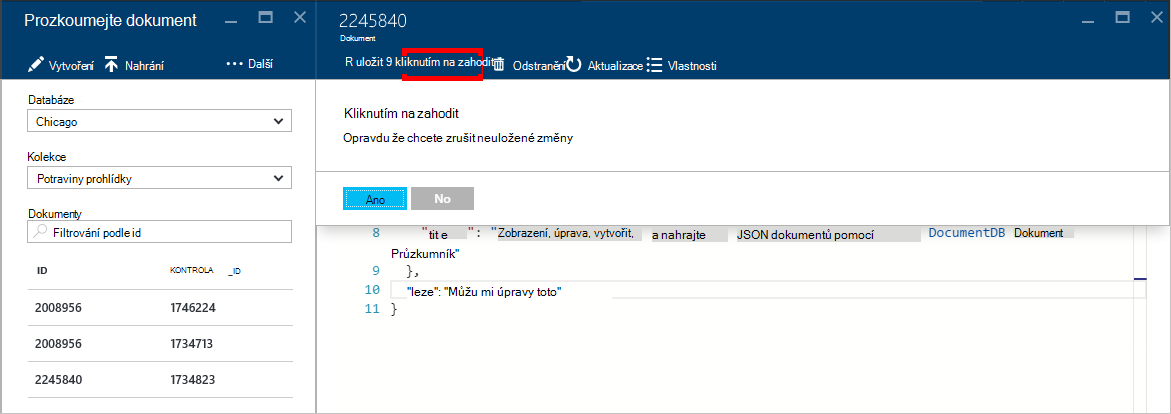 Prozkoumejte dokument
Vytvoření Nahrání ••• Další
Databáze
Chicago
Kolekce
Potraviny prohlídky
Dokumenty
Filtrování podle id
ID KONTROLA _ID
2008956 1746224
2008956 1734713
2245840 1734823
2245840
Dokument
R uložit 9 kliknutím na zahodit Odstranění Aktualizace Vlastnosti
Kliknutím na zahodit
Opravdu že chcete zrušit neuložené změny
Ano No
8 "tit e ": "Zobrazení, úprava, vytvořit, a nahrajte JSON dokumentů pomocí DocumentDB Dokument
Průzkumník"
9 },
10 "leze": "Můžu mi úpravy toto"
11 }